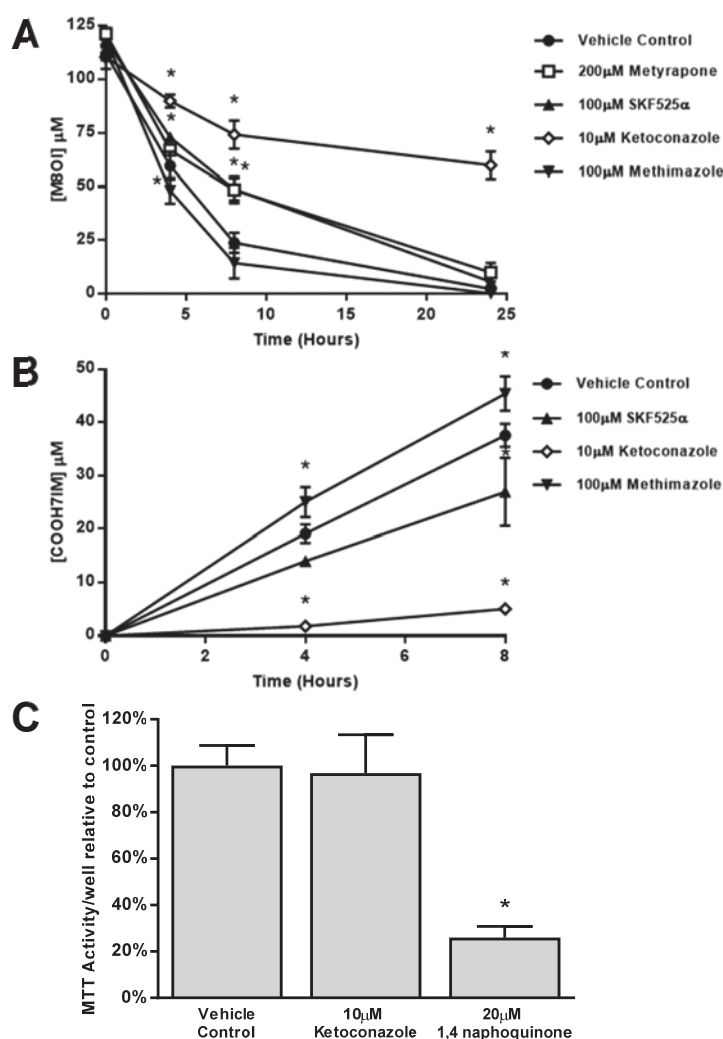 A
[M8OI] µM
125
100
75
50
25
0
0 5 10 15 20 25
Time (Hours)
* * * * * * *
Vehicle Control
200µM Metyrapone
100µM SKF525α
10µM Ketoconazole
100µM Methimazole
B
[COOH7IM] µM
50
40
30
20
10
0
0 2 4 6 8
Time (Hours)
* * * * *
Vehicle Control
100µM SKF525α
10µM Ketoconazole
100µM Methimazole
C
MTT Activity/well relative to control
120%
100%
80%
60%
40%
20%
0%
*
Vehicle
Control
10µM
Ketoconazole
20µM
1,4 naphoquinone